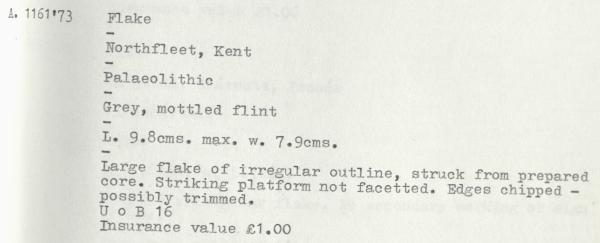 A. 1161'73 Flake
–
Northfleet, Kent
–
Palaeolithic
–
Grey, mottled flint
–
L. 9.8cms. max. w. 7.9cms.
–
Large flake of irregular outline, struck from prepared
core. Striking platform not facetted. Edges chipped –
possibly trimmed.
U o B 16
Insurance value £1.00